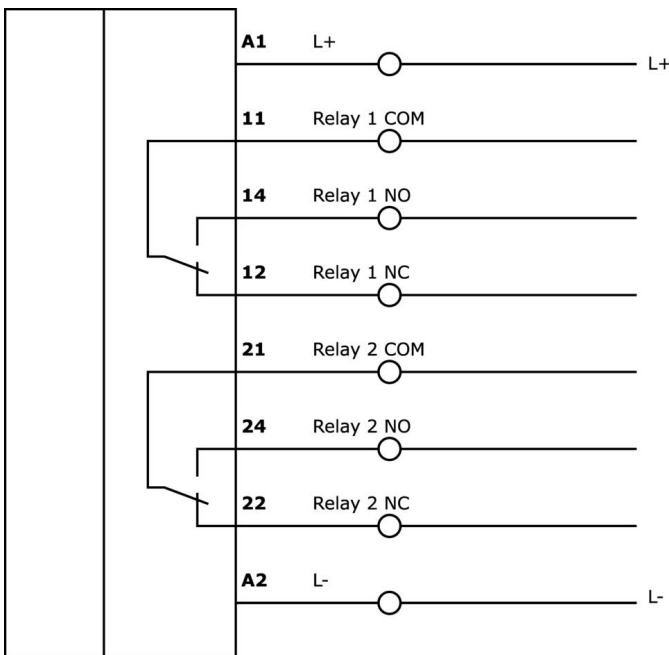 A1 L+
L+
11 Relay 1 COM
14 Relay 1 NO
12 Relay 1 NC
21 Relay 2 COM
24 Relay 2 NO
22 Relay 2 NC
A2 L-
L-